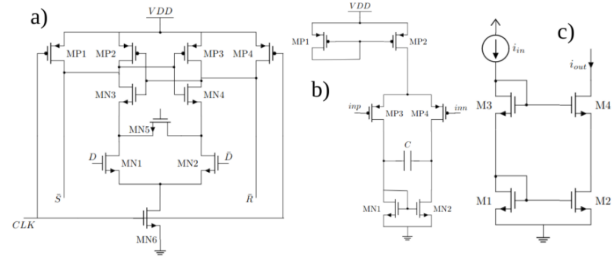 a)
VDD
MP1 MP2 MP3 MP4
MN3 MN4
MN5
D MN1 MN2 D̄
S̄ R̄
CLK
MN6
b)
VDD
MP1 MP2
inp MP3 MP4 inn
C
MN1 MN2
c)
i_in
i_out
M3 M4
M1 M2